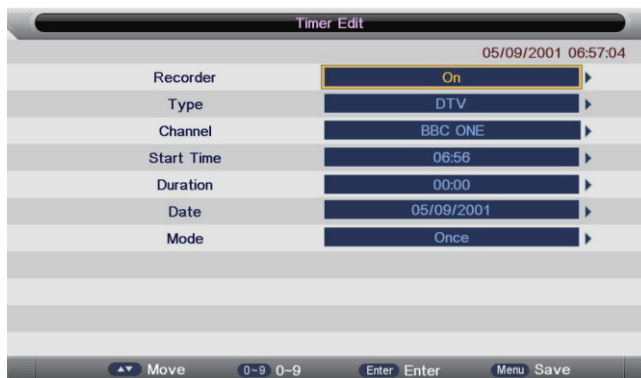 Timer Edit
05/09/2001 06:57:04
Recorder On
Type DTV
Channel BBC ONE
Start Time 06:56
Duration 00:00
Date 05/09/2001
Mode Once
Move 0~9 0~9 Enter Enter Menu Save